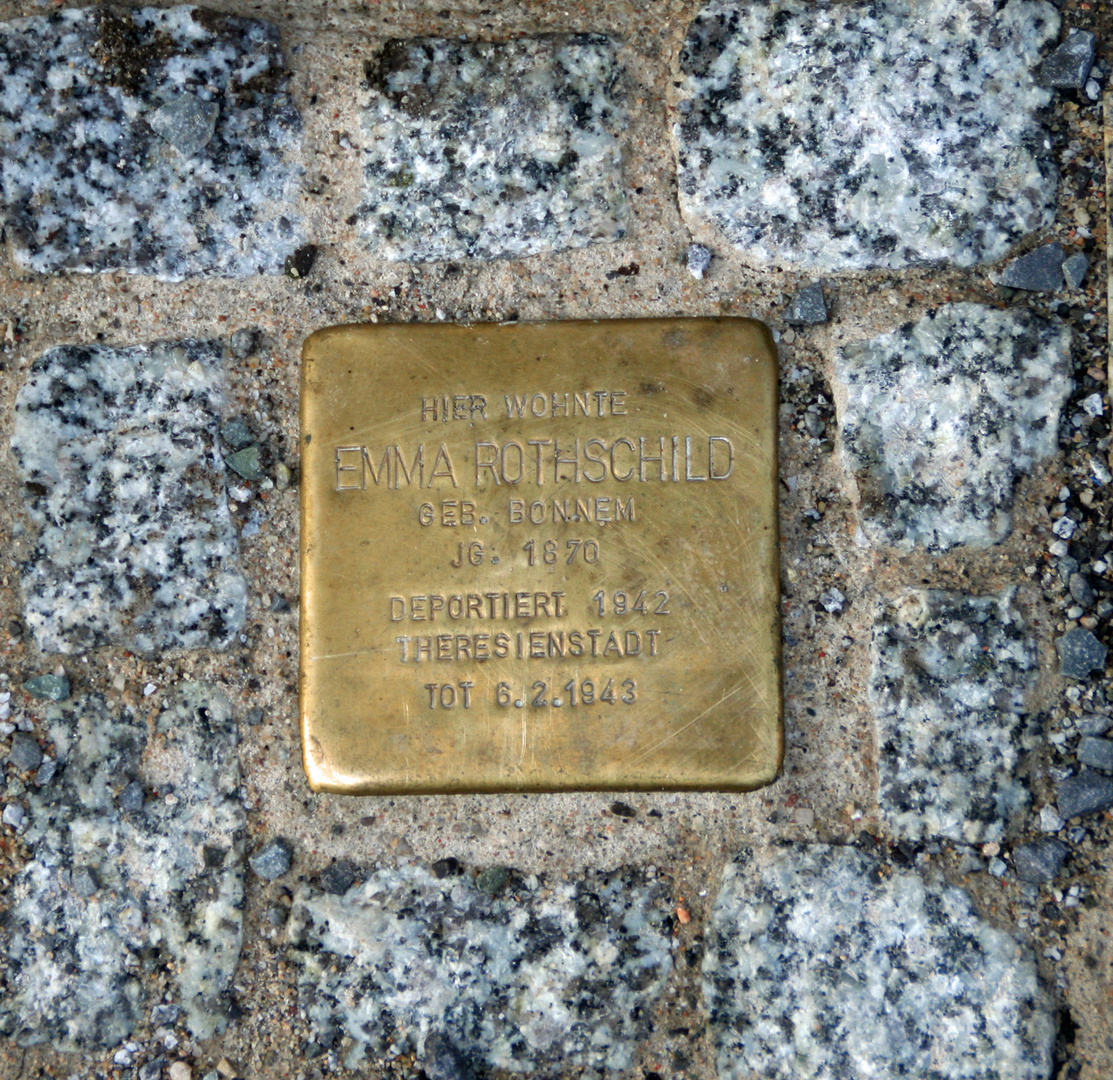 HIER WOHNTE
EMMA ROTHSCHILD
GEB. BONNEM
JG. 1870
DEPORTIERT 1942
THERESIENSTADT
TOT 6.2.1943